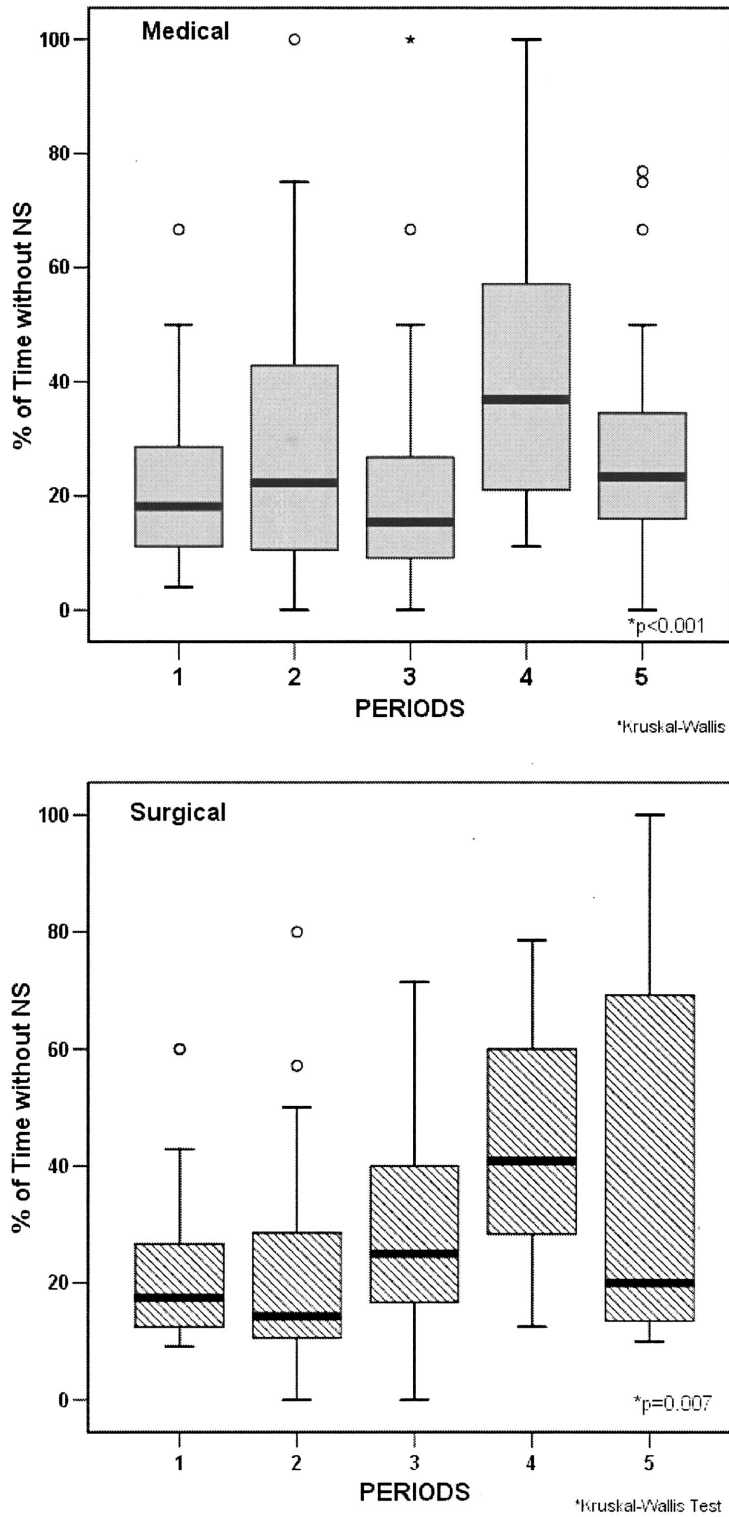 Medical
100
80
60
40
20
0
% of Time without NS
*
*p<0.001
1 2 3 4 5
PERIODS
*Kruskal-Wallis
Surgical
100
80
60
40
20
0
% of Time without NS
*p=0.007
1 2 3 4 5
PERIODS
*Kruskal-Wallis Test